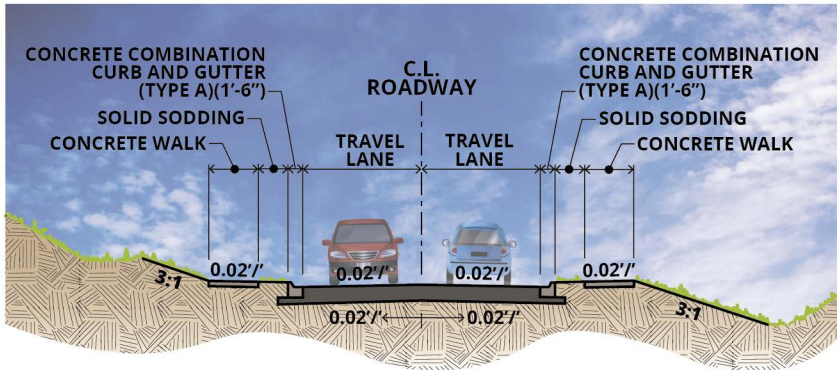 CONCRETE COMBINATION
CURB AND GUTTER
(TYPE A)(1'-6")
SOLID SODDING
CONCRETE WALK
C.L.
ROADWAY
TRAVEL
LANE
TRAVEL
LANE
CONCRETE COMBINATION
CURB AND GUTTER
(TYPE A)(1'-6")
SOLID SODDING
CONCRETE WALK
3:1
0.02'/'
0.02'/'
0.02'/'
0.02'/'
3:1
0.02'/'
0.02'/'